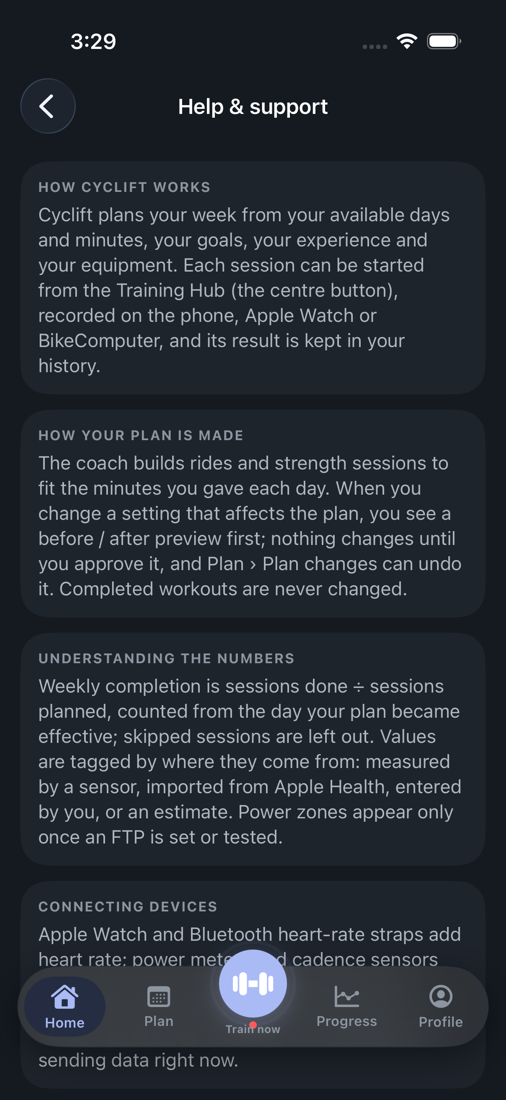 3:29
Help & support
HOW CYCLIFT WORKS
Cyclift plans your week from your available days
and minutes, your goals, your experience and
your equipment. Each session can be started
from the Training Hub (the centre button),
recorded on the phone, Apple Watch or
BikeComputer, and its result is kept in your
history.
HOW YOUR PLAN IS MADE
The coach builds rides and strength sessions to
fit the minutes you gave each day. When you
change a setting that affects the plan, you see a
before / after preview first; nothing changes until
you approve it, and Plan › Plan changes can undo
it. Completed workouts are never changed.
UNDERSTANDING THE NUMBERS
Weekly completion is sessions done ÷ sessions
planned, counted from the day your plan became
effective; skipped sessions are left out. Values
are tagged by where they come from: measured
by a sensor, imported from Apple Health, entered
by you, or an estimate. Power zones appear only
once an FTP is set or tested.
CONNECTING DEVICES
Apple Watch and Bluetooth heart-rate straps add
heart rate; power cadence sensors
Home
Plan
Train now
Progress
Profile
sending data right now.